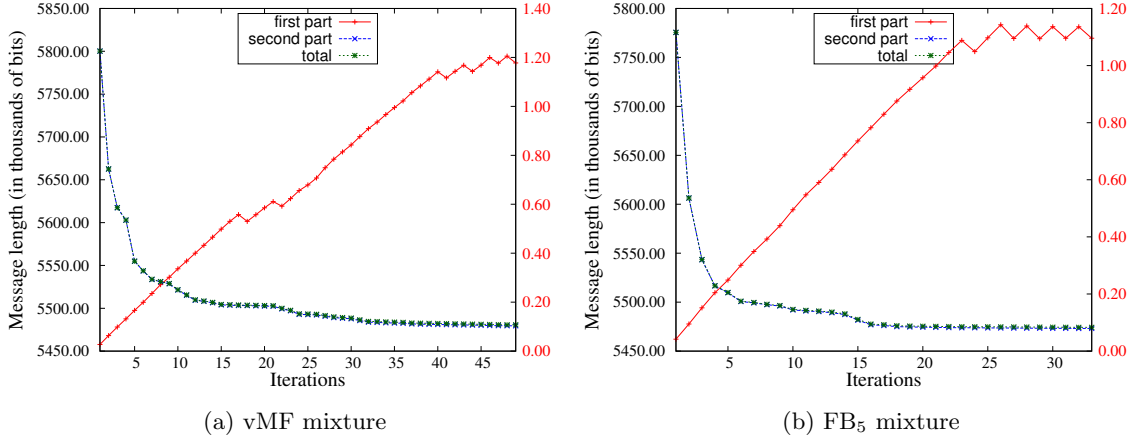 first part
second part
total
Message length (in thousands of bits)
5850.00
5800.00
5750.00
5700.00
5650.00
5600.00
5550.00
5500.00
5450.00
1.40
1.20
1.00
0.80
0.60
0.40
0.20
0.00
5 10 15 20 25 30 35 40 45
Iterations
(a) vMF mixture
first part
second part
total
Message length (in thousands of bits)
5800.00
5750.00
5700.00
5650.00
5600.00
5550.00
5500.00
5450.00
1.20
1.00
0.80
0.60
0.40
0.20
0.00
5 10 15 20 25 30
Iterations
(b) FB₅ mixture